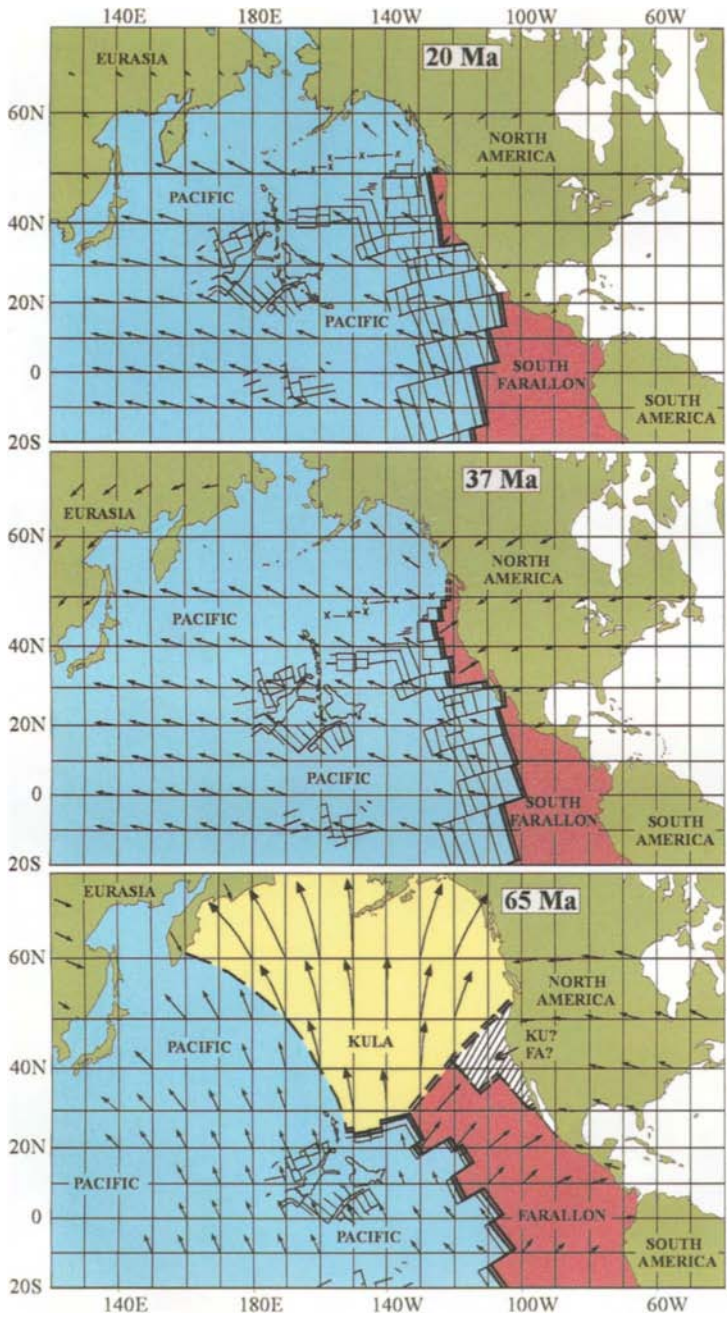 140E 180E 140W 100W 60W
EURASIA
20 Ma
60N
NORTH
AMERICA
PACIFIC
40N
20N
PACIFIC
0
SOUTH
FARALLON
SOUTH
AMERICA
20S
37 Ma
EURASIA
60N
NORTH
AMERICA
PACIFIC
40N
20N
PACIFIC
0
SOUTH
FARALLON
SOUTH
AMERICA
20S
EURASIA
65 Ma
60N
NORTH
AMERICA
PACIFIC
KULA
KU?
FA?
40N
20N
PACIFIC
0
FARALLON
PACIFIC
SOUTH
AMERICA
20S
140E 180E 140W 100W 60W